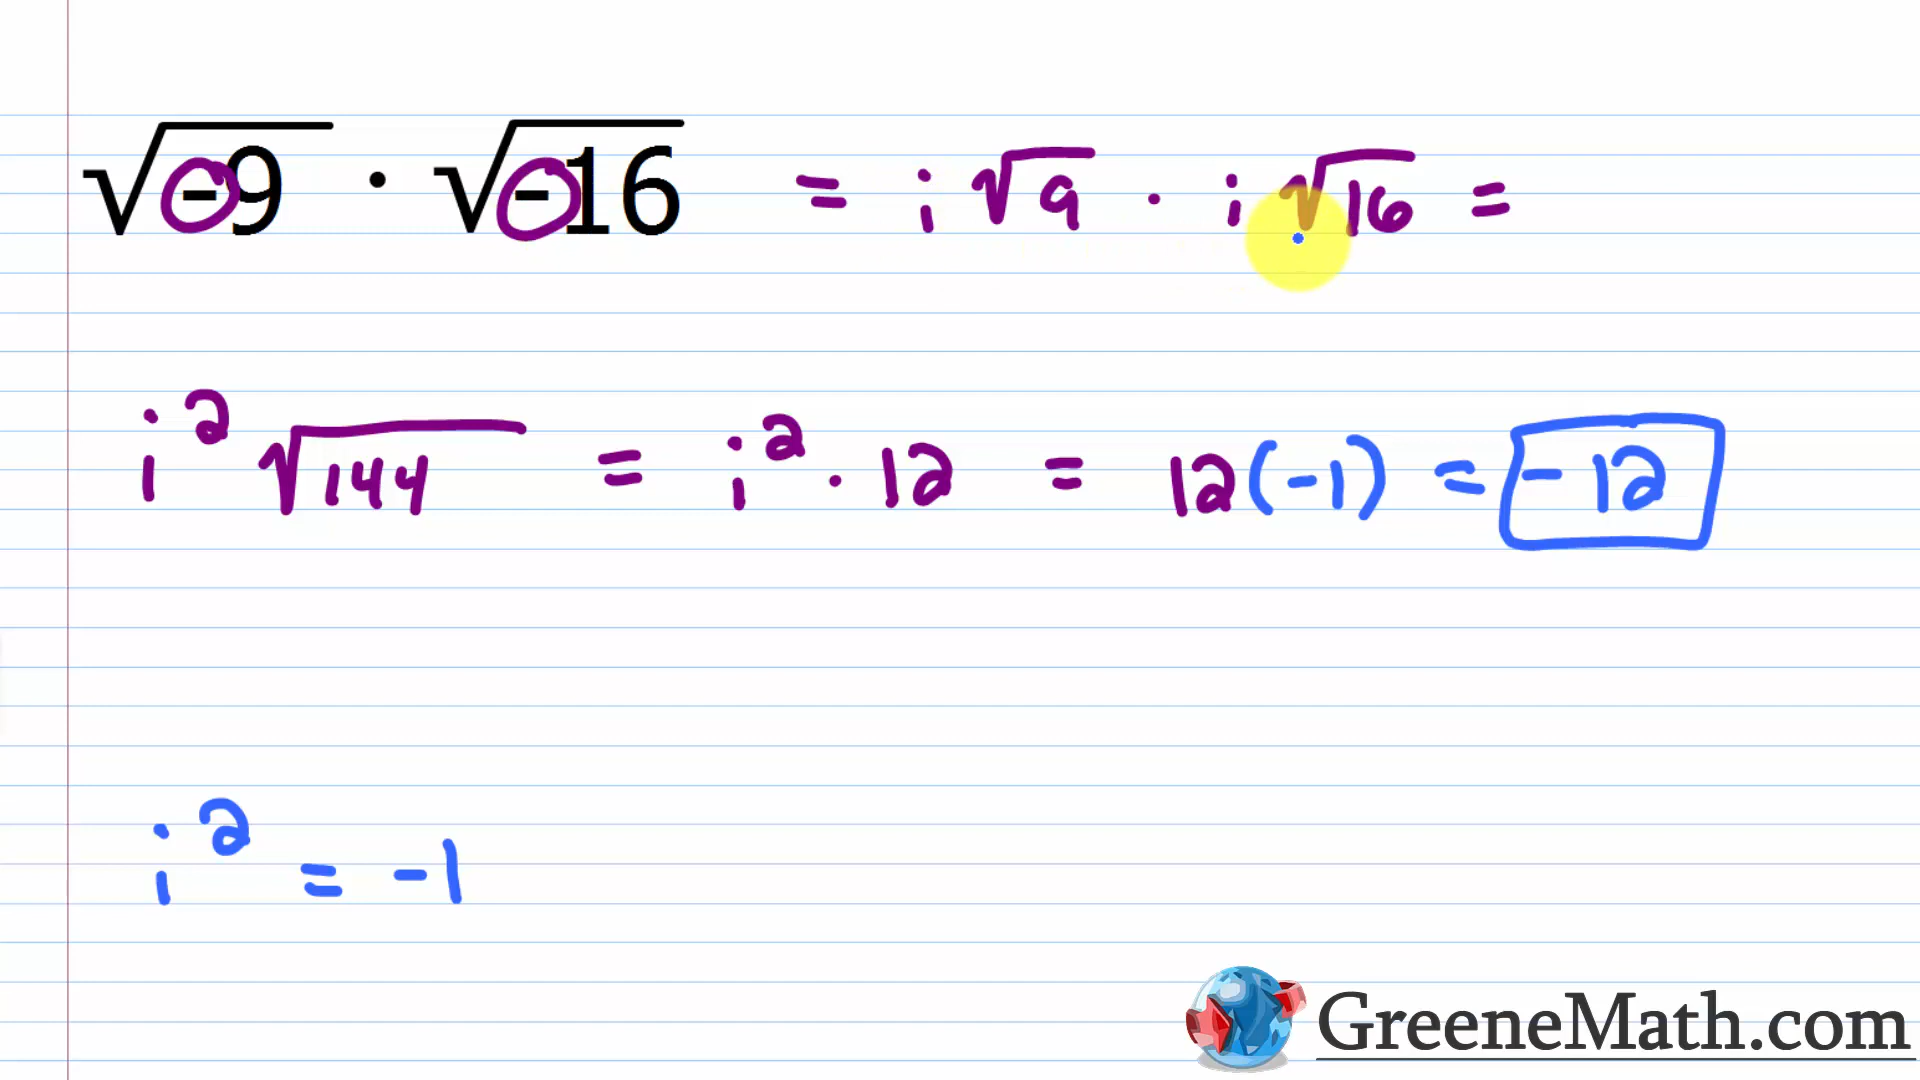 √-9 · √-16 = i √9 · i √16 =
i² √144 = i² · 12 = 12(-1) = -12
i² = -1
GreeneMath.com